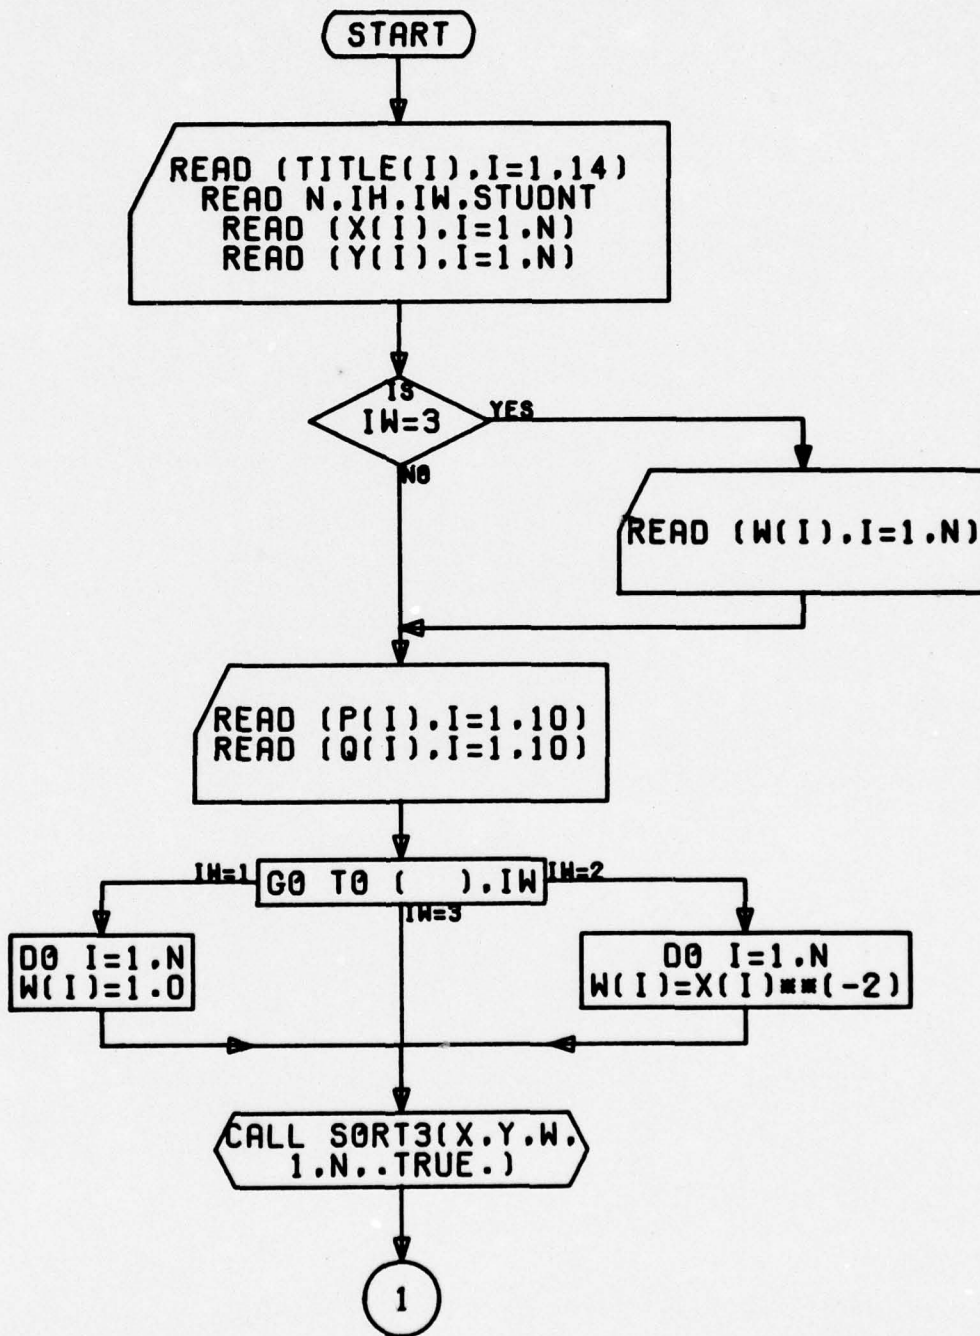 START
READ (TITLE(I).I=1.14)
READ N.IH.IW.STUDNT
READ (X(I).I=1.N)
READ (Y(I).I=1.N)
IS
IW=3
YES
NO
READ (W(I).I=1.N)
READ (P(I).I=1.10)
READ (Q(I).I=1.10)
IW=1
GO TO (   ).IW
IW=2
IW=3
DO I=1.N
W(I)=1.0
DO I=1.N
W(I)=X(I)**(-2)
CALL SORT3(X.Y.W.
1.N..TRUE.)
1